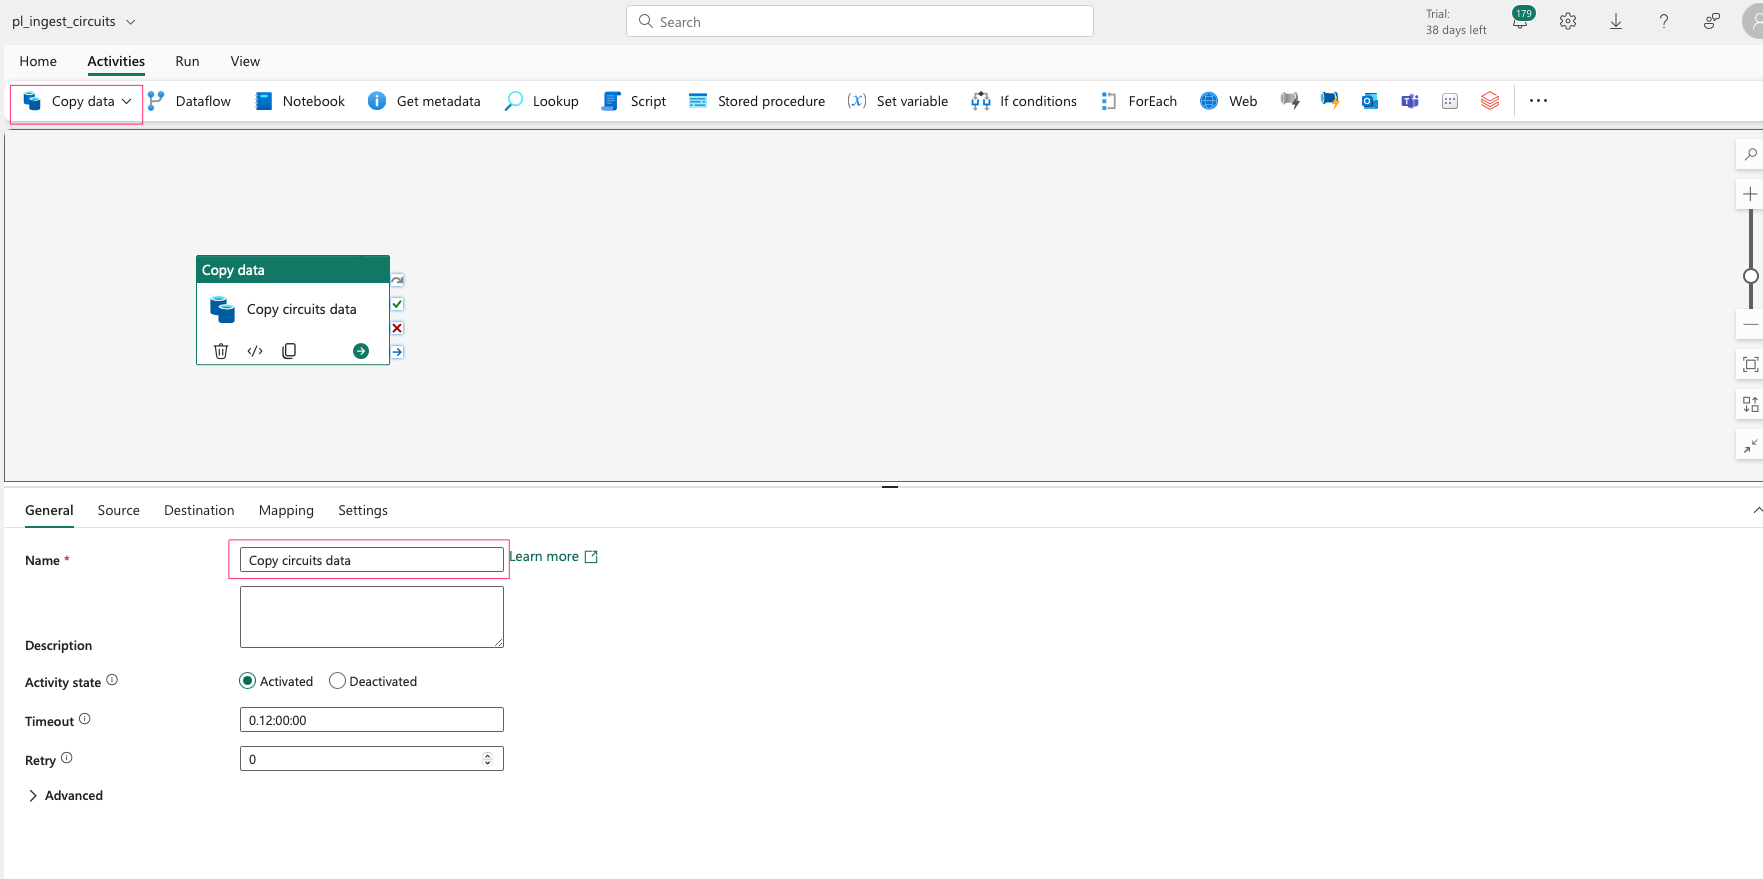 pl_ingest_circuits
Search
Trial:
38 days left
179
Home Activities Run View
Copy data Dataflow Notebook Get metadata Lookup Script Stored procedure (x) Set variable If conditions ForEach Web
Copy data
Copy circuits data
General Source Destination Mapping Settings
Name * Copy circuits data Learn more
Description
Activity state Activated Deactivated
Timeout 0.12:00:00
Retry 0
Advanced